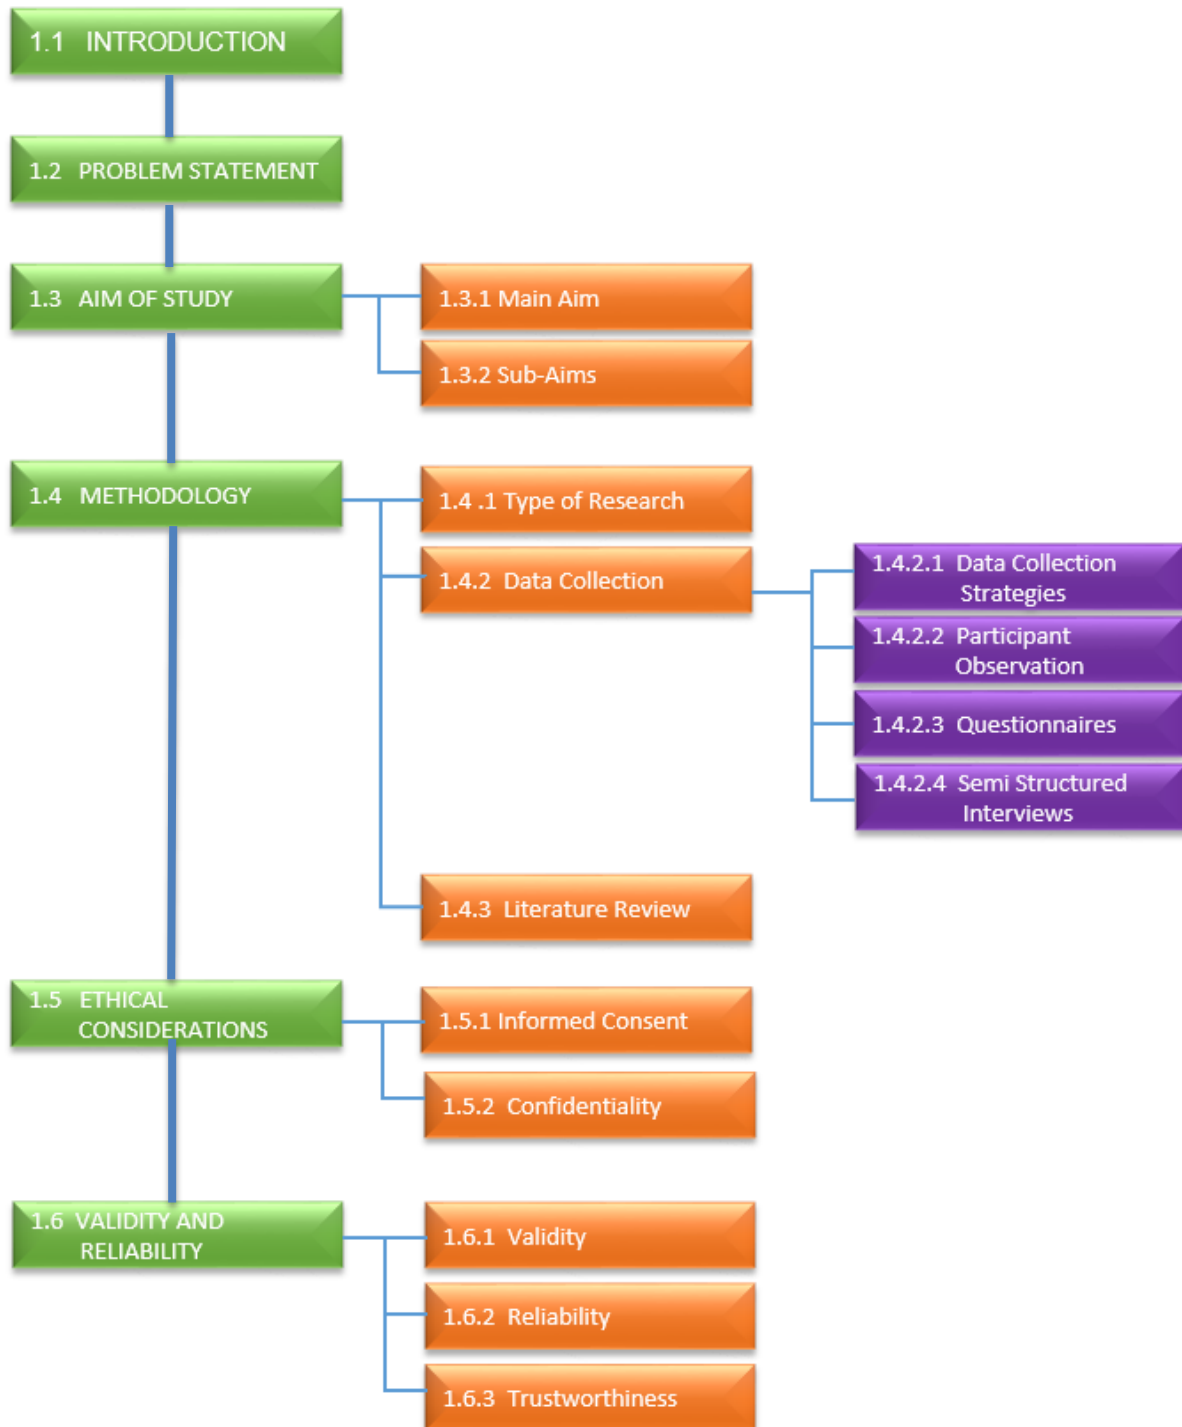 1.1 INTRODUCTION
1.2 PROBLEM STATEMENT
1.3 AIM OF STUDY
1.3.1 Main Aim
1.3.2 Sub-Aims
1.4 METHODOLOGY
1.4 .1 Type of Research
1.4.2 Data Collection
1.4.2.1 Data Collection
Strategies
1.4.2.2 Participant
Observation
1.4.2.3 Questionnaires
1.4.2.4 Semi Structured
Interviews
1.4.3 Literature Review
1.5 ETHICAL
CONSIDERATIONS
1.5.1 Informed Consent
1.5.2 Confidentiality
1.6 VALIDITY AND
RELIABILITY
1.6.1 Validity
1.6.2 Reliability
1.6.3 Trustworthiness